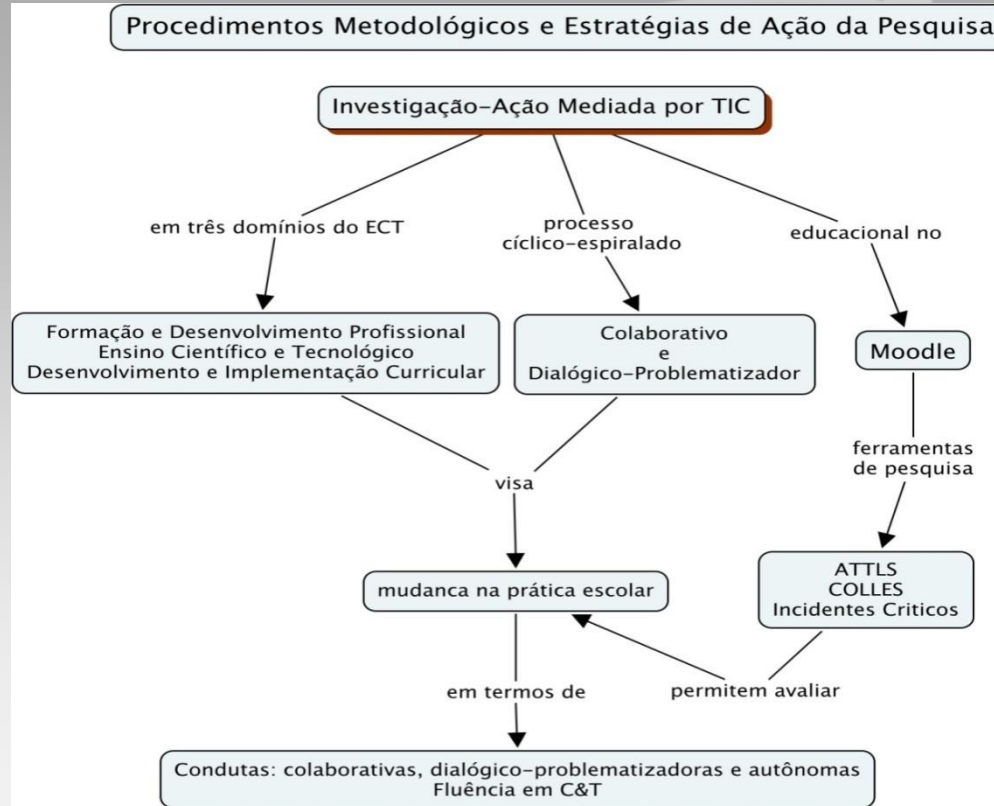 Procedimentos Metodológicos e Estratégias de Ação da Pesquisa
Investigação-Ação Mediada por TIC
em três domínios do ECT
processo
cíclico-espiralado
educacional no
Formação e Desenvolvimento Profissional
Ensino Científico e Tecnológico
Desenvolvimento e Implementação Curricular
Colaborativo
e
Dialógico-Problematizador
Moodle
ferramentas
de pesquisa
visa
ATTLS
COLLES
Incidentes Criticos
mudanca na prática escolar
em termos de
permitem avaliar
Condutas: colaborativas, dialógico-problematizadoras e autônomas
Fluência em C&T